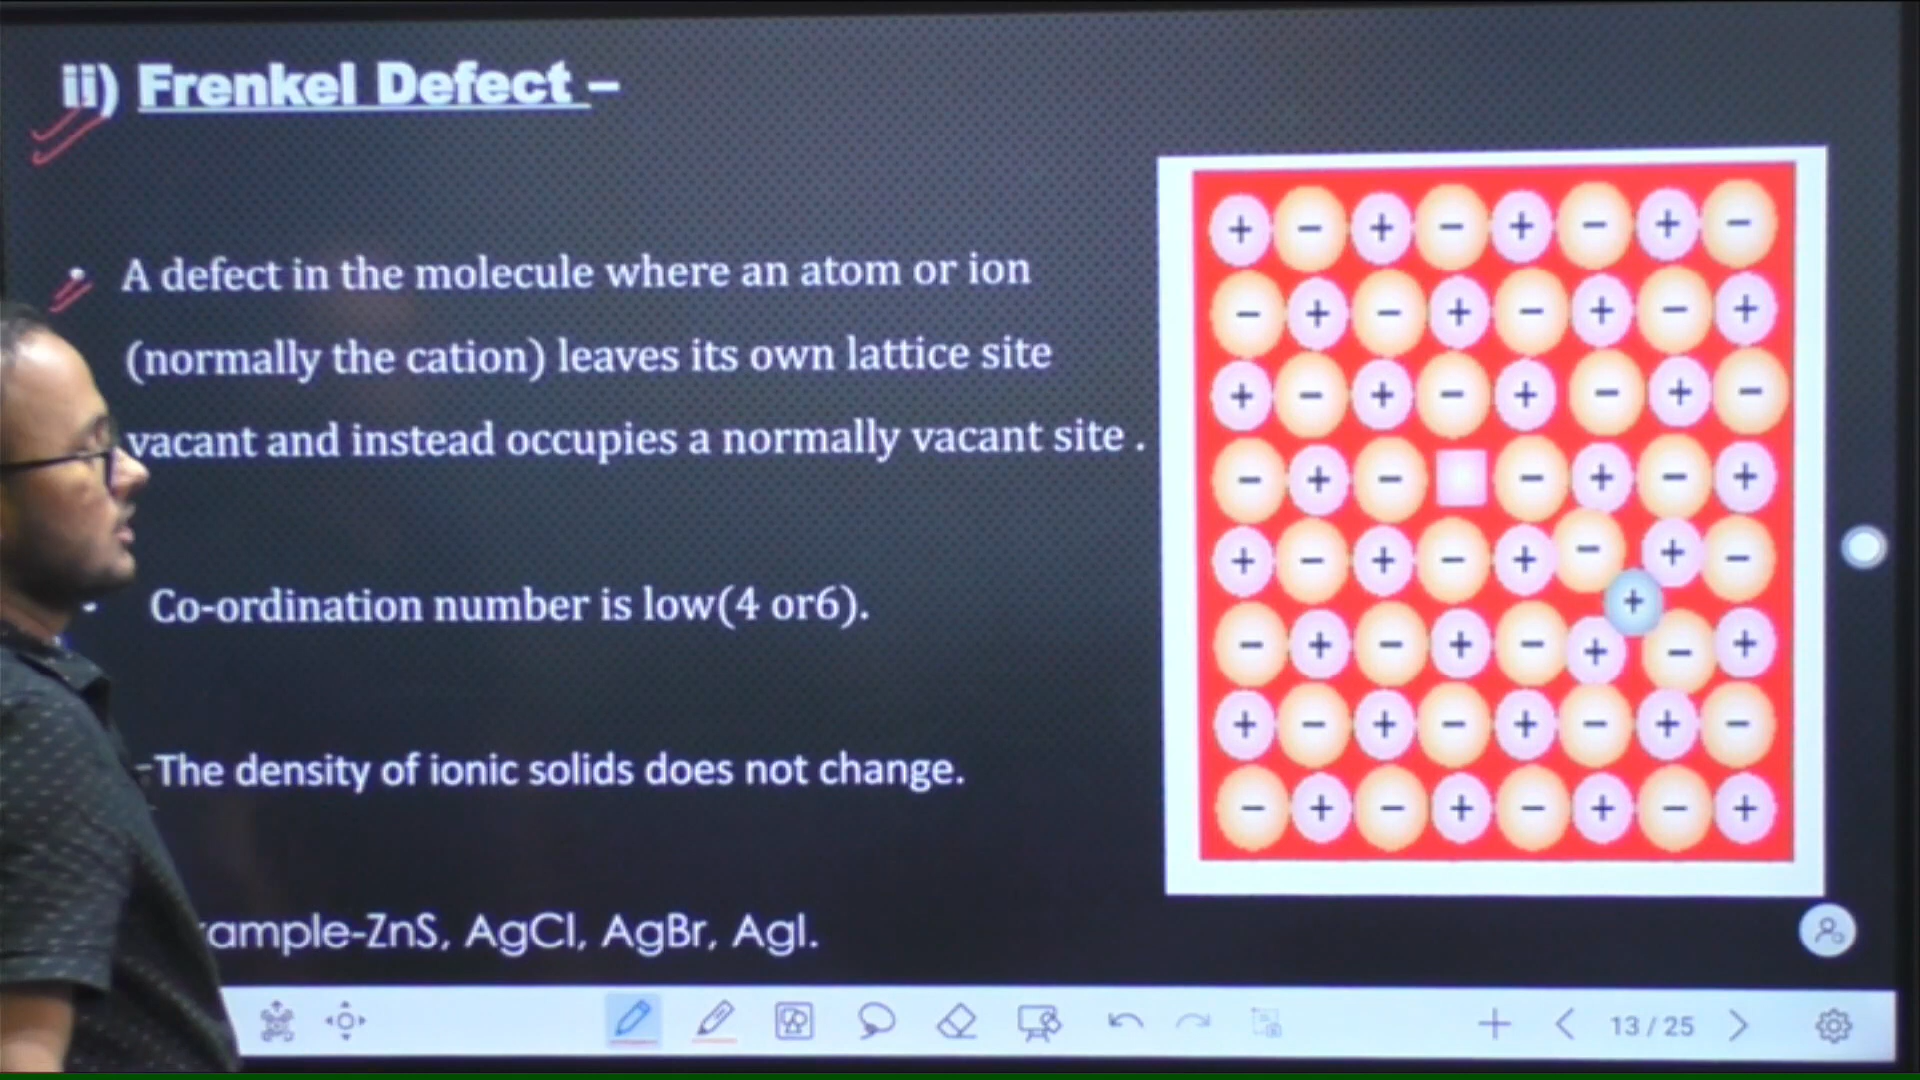 ii) Frenkel Defect –
A defect in the molecule where an atom or ion
(normally the cation) leaves its own lattice site
vacant and instead occupies a normally vacant site .
Co-ordination number is low(4 or6).
-The density of ionic solids does not change.
ample-ZnS, AgCl, AgBr, AgI.
+ − + − + − + −
− + − + − + − +
+ − + − + − + −
− + − − + − +
+ − + − + − + −
+
− + − + − + − +
+ − + − + − + −
− + − + − + − +
13 / 25